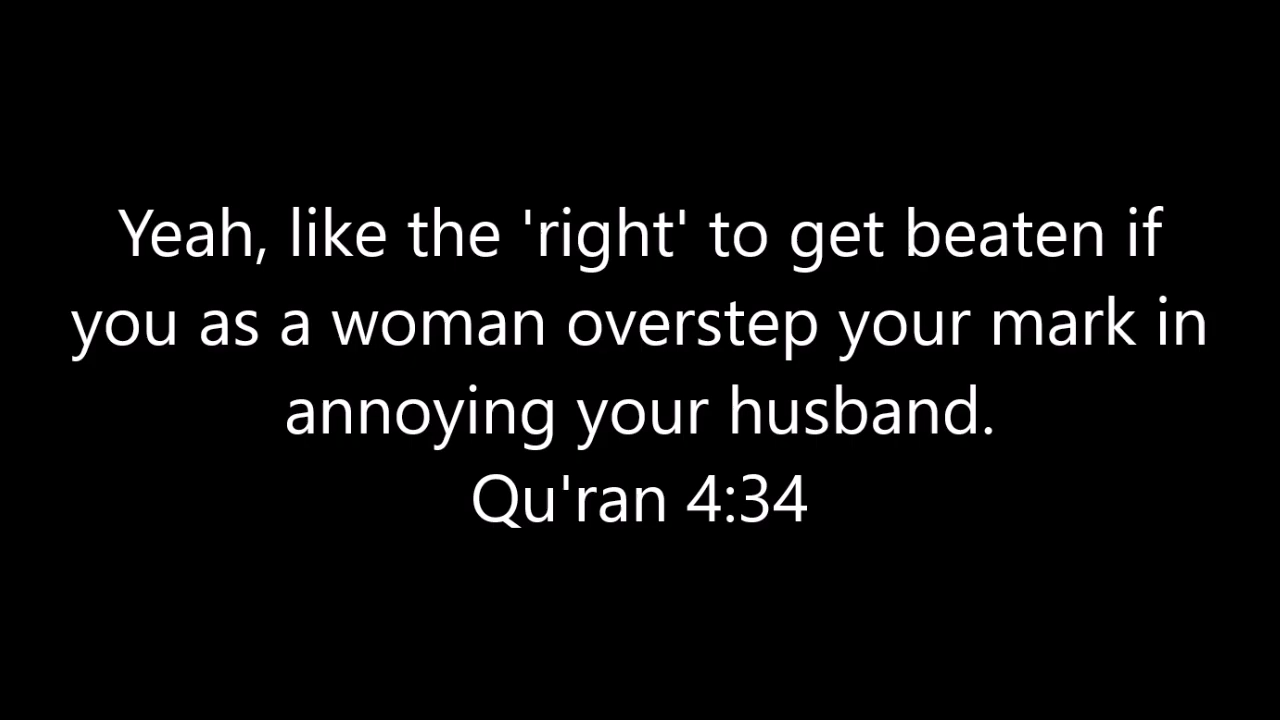 Yeah, like the 'right' to get beaten if
you as a woman overstep your mark in
annoying your husband.
Qu'ran 4:34